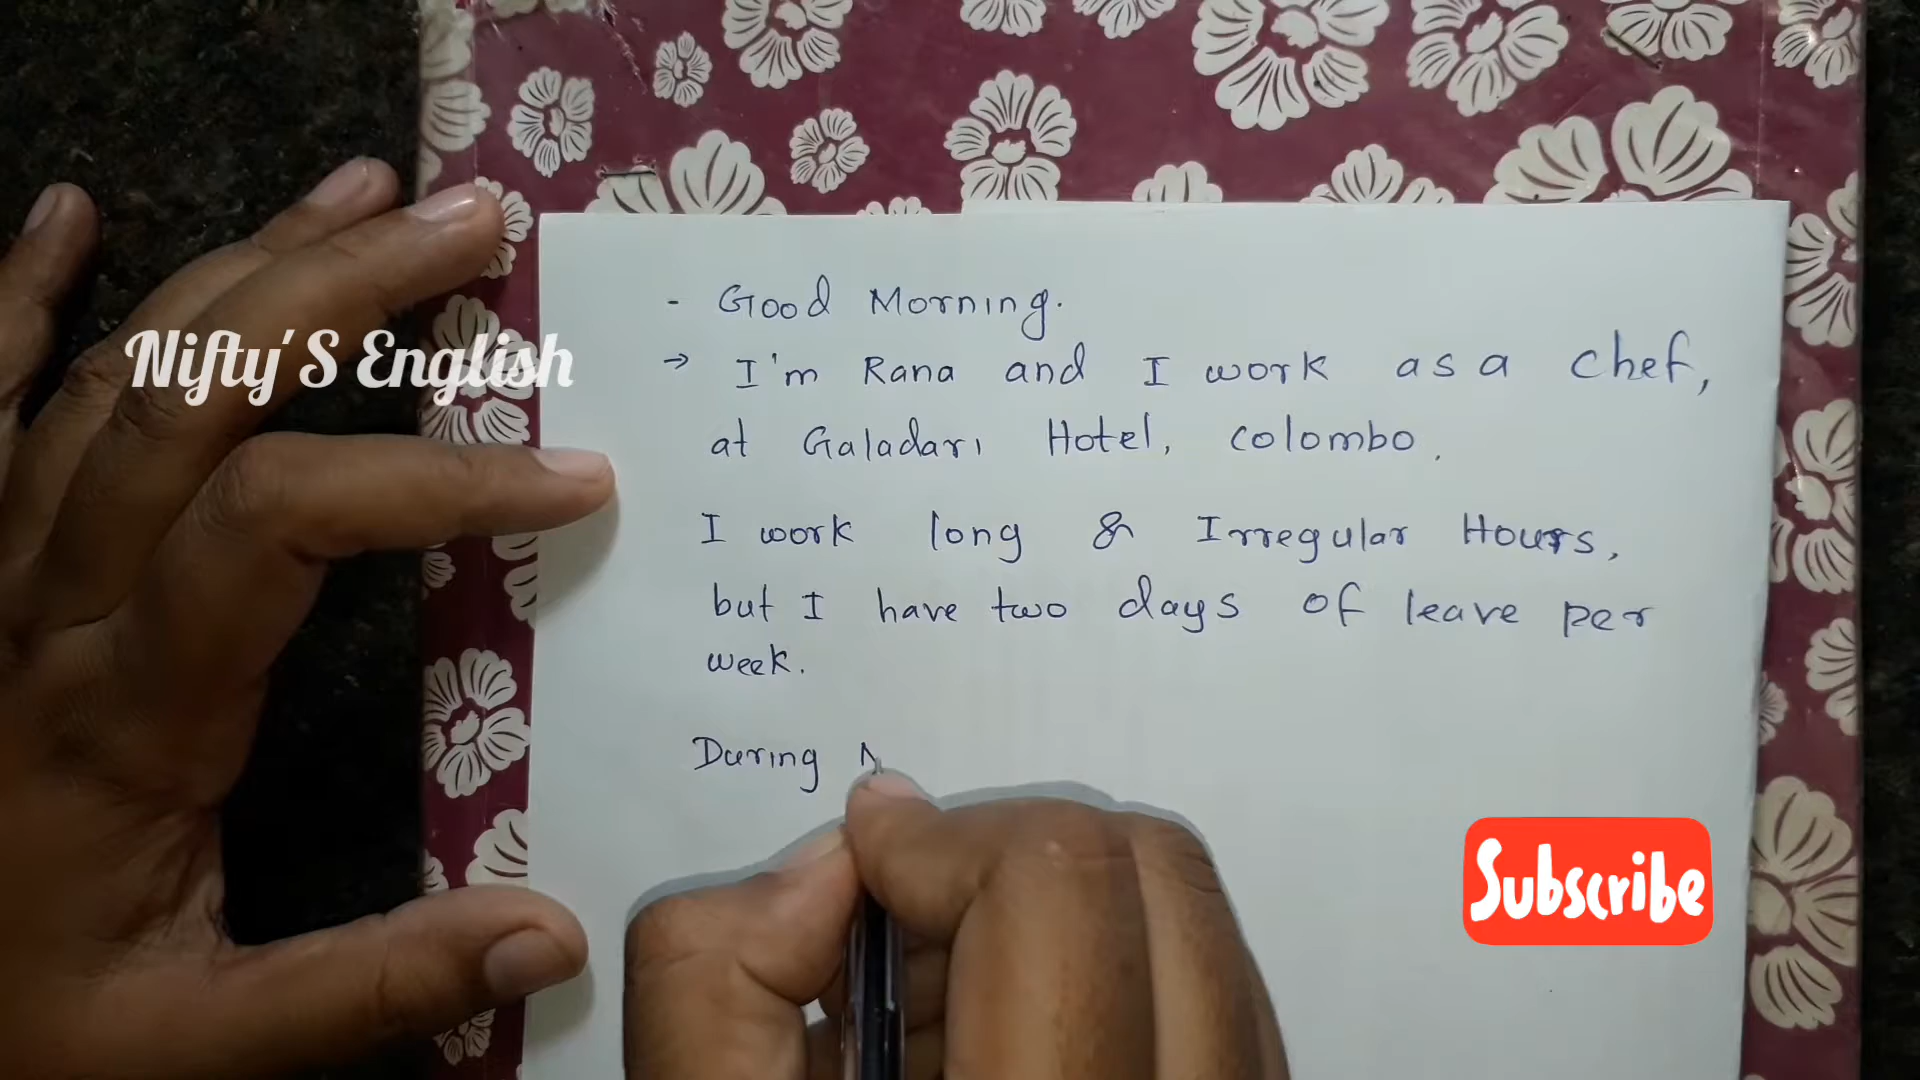 Nifty'S English
- Good Morning.
→ I'm Rana and I work as a chef,
at Galadari Hotel, Colombo.
I work long & Irregular Hours,
but I have two days of leave per
week.
During
Subscribe